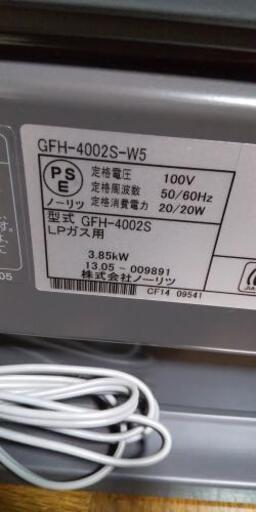 GFH-4002S-W5
PS
E
ノーリツ
定格電圧 100V
定格周波数 50/60Hz
定格消費電力 20/20W
型式 GFH-4002S
LPガス用
3.85kW
13.05-009891
株式会社ノーリツ
CF14 09541
05
JIA